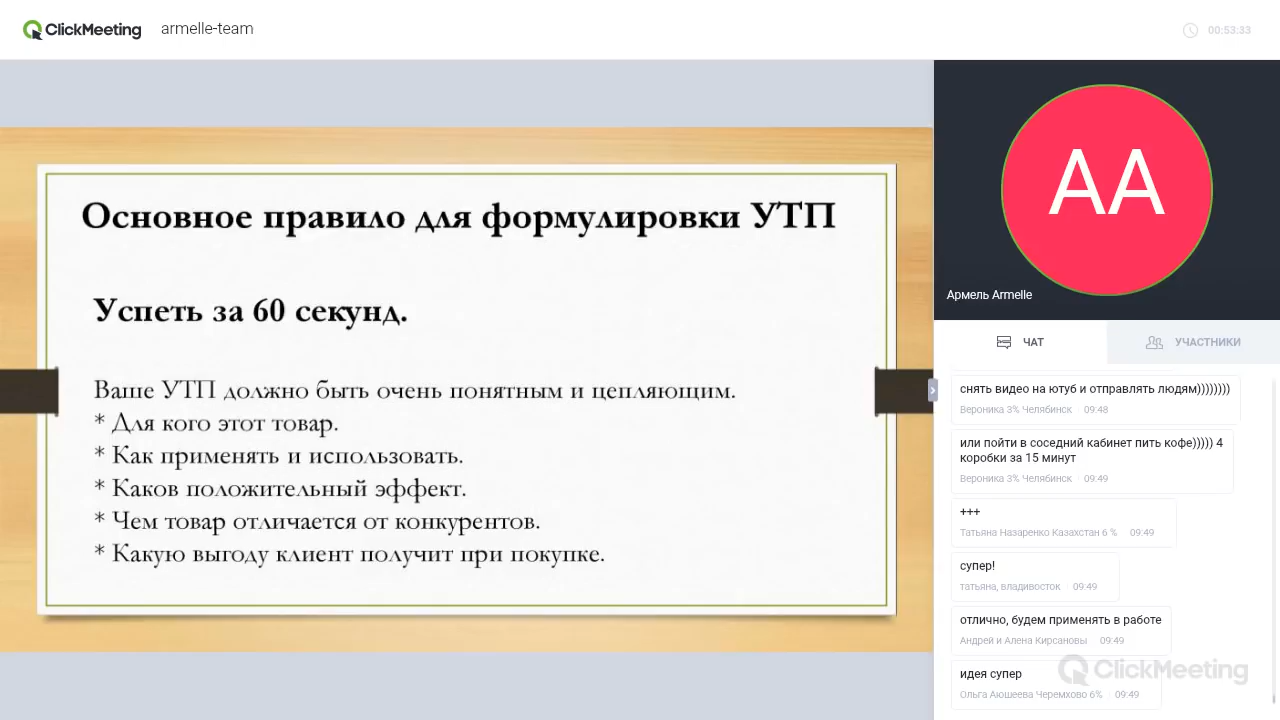 ClickMeeting armelle-team 00:53:33
Основное правило для формулировки УТП
Успеть за 60 секунд.
Ваше УТП должно быть очень понятным и цепляющим.
* Для кого этот товар.
* Как применять и использовать.
* Каков положительный эффект.
* Чем товар отличается от конкурентов.
* Какую выгоду клиент получит при покупке.
AA
Армель Armelle
ЧАТ УЧАСТНИКИ
снять видео на ютуб и отправлять людям))))))))
Вероника 3% Челябинск · 09:48
или пойти в соседний кабинет пить кофе))))) 4
коробки за 15 минут
Вероника 3% Челябинск · 09:49
+++
Татьяна Назаренко Казахстан 6 % · 09:49
супер!
татьяна, владивосток · 09:49
отлично, будем применять в работе
Андрей и Алена Кирсановы · 09:49
идея супер
Ольга Аюшеева Черемхово 6% · 09:49
ClickMeeting